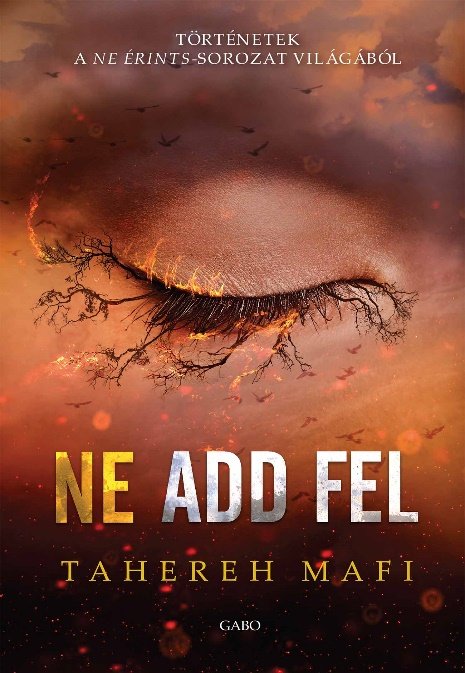 TÖRTÉNETEK
A NE ÉRINTS-SOROZAT VILÁGÁBÓL
NE ADD FEL
TAHEREH MAFI
GABO